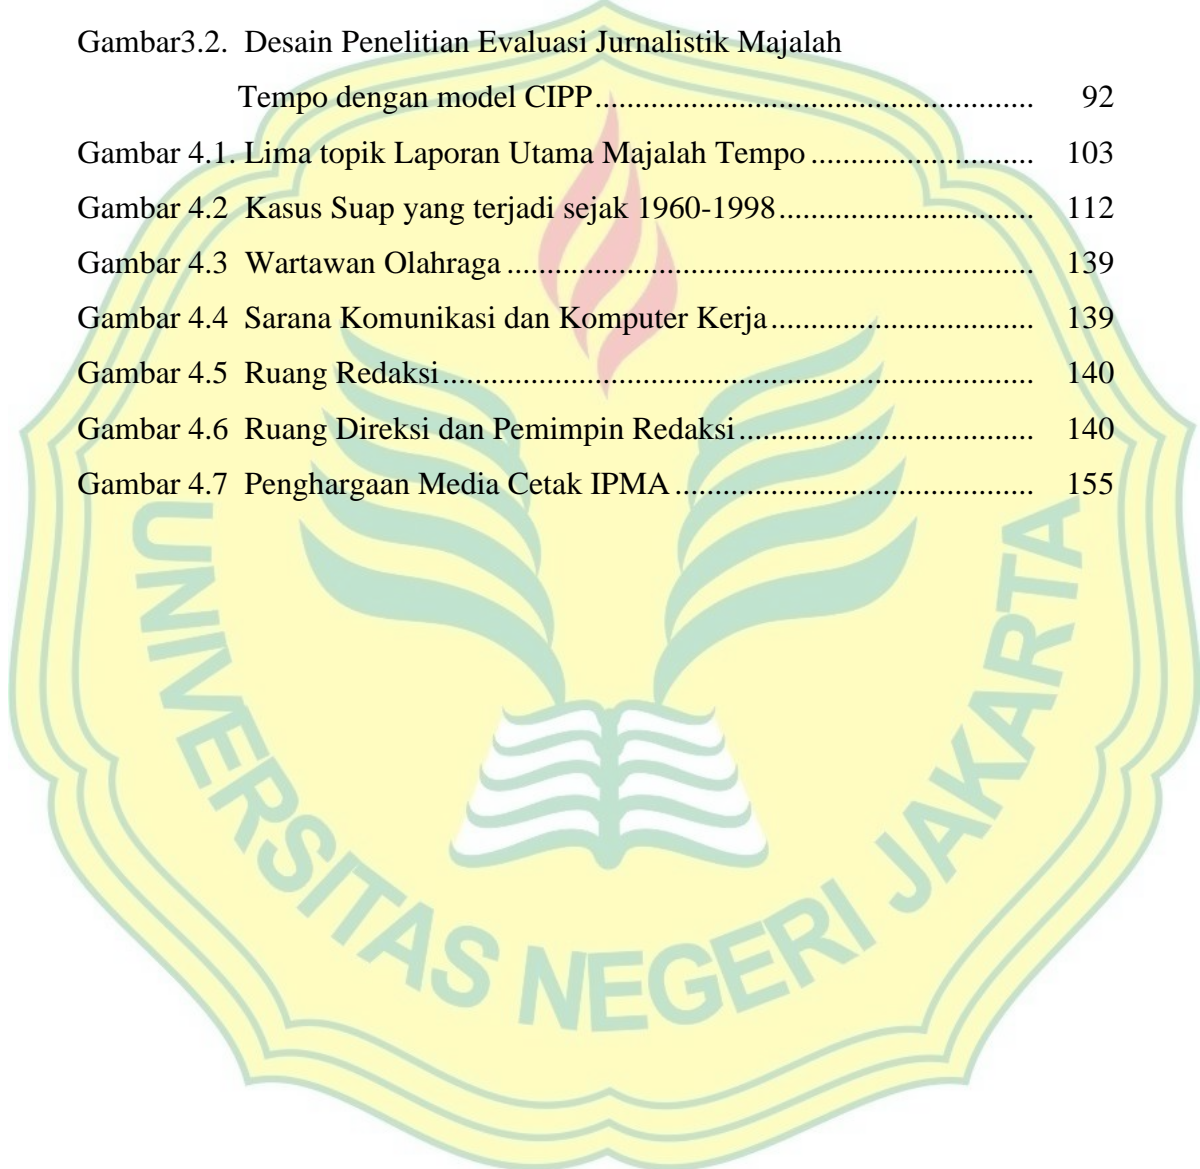 Gambar3.2. Desain Penelitian Evaluasi Jurnalistik Majalah
Tempo dengan model CIPP.................................................. 92
Gambar 4.1. Lima topik Laporan Utama Majalah Tempo .......................... 103
Gambar 4.2 Kasus Suap yang terjadi sejak 1960-1998.............................. 112
Gambar 4.3 Wartawan Olahraga ............................................................. 139
Gambar 4.4 Sarana Komunikasi dan Komputer Kerja.............................. 139
Gambar 4.5 Ruang Redaksi..................................................................... 140
Gambar 4.6 Ruang Direksi dan Pemimpin Redaksi................................... 140
Gambar 4.7 Penghargaan Media Cetak IPMA .......................................... 155
UNIVERSITAS NEGERI JAKARTA